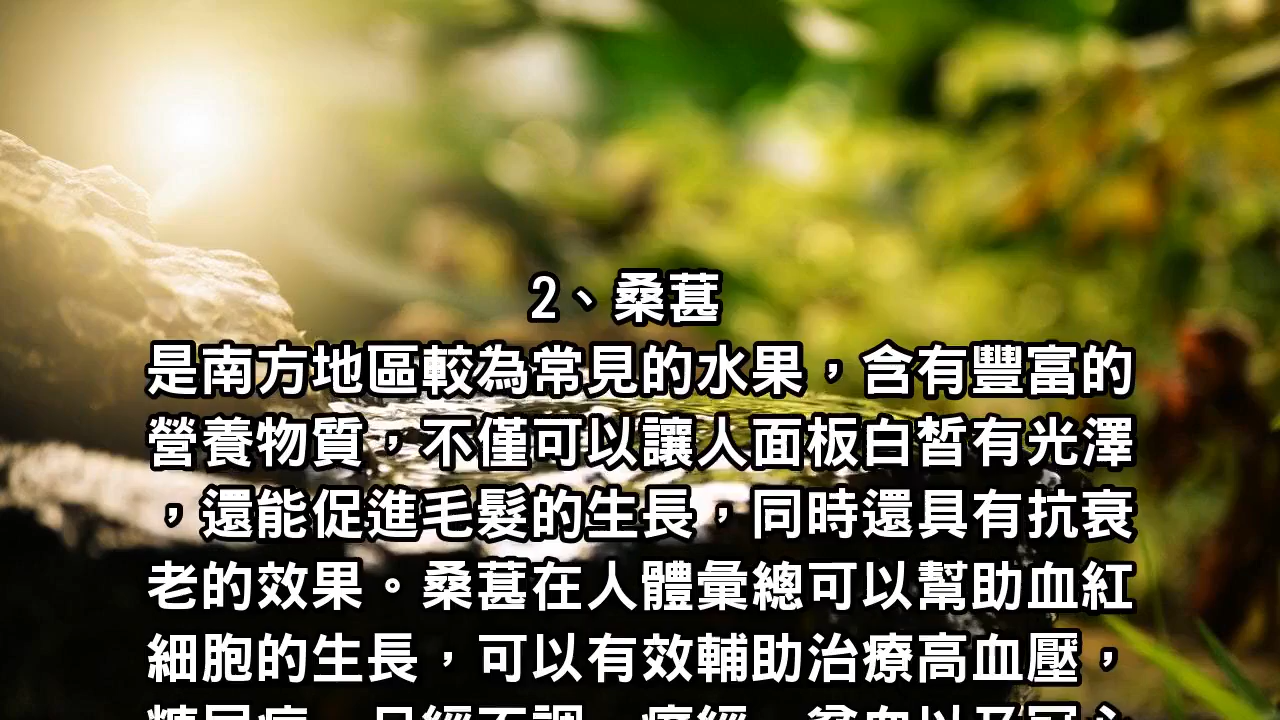 2、桑葚
是南方地區較為常見的水果，含有豐富的
營養物質，不僅可以讓人面板白皙有光澤
，還能促進毛髮的生長，同時還具有抗衰
老的效果。桑葚在人體彙總可以幫助血紅
細胞的生長，可以有效輔助治療高血壓，